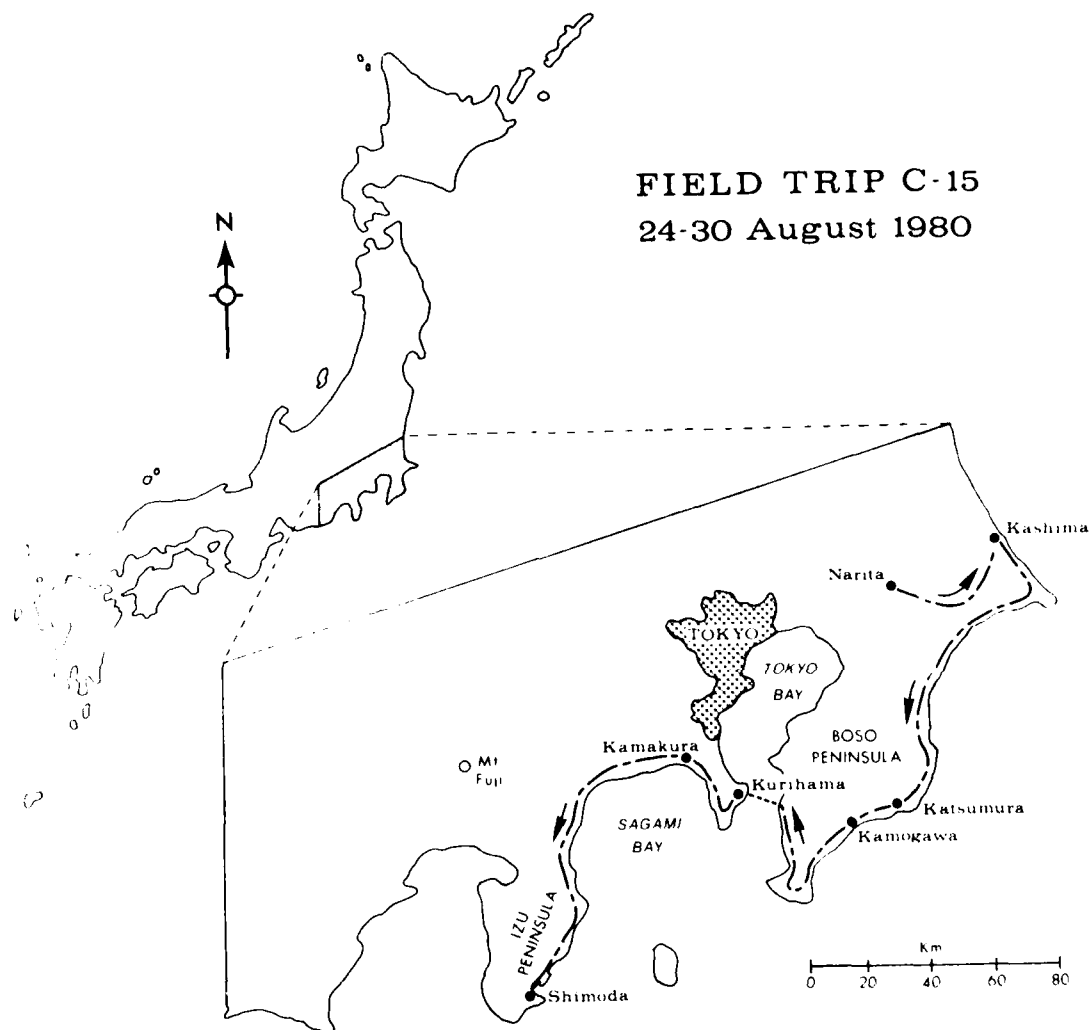 FIELD TRIP C-15
24-30 August 1980
N
Kashima
Narita
TOKYO
TOKYO
BAY
BOSO
PENINSULA
Kamakura
Mt
Fuji
Kurihama
Katsumura
Kamogawa
SAGAMI
BAY
IZU
PENINSULA
Shimoda
Km
0 20 40 60 80